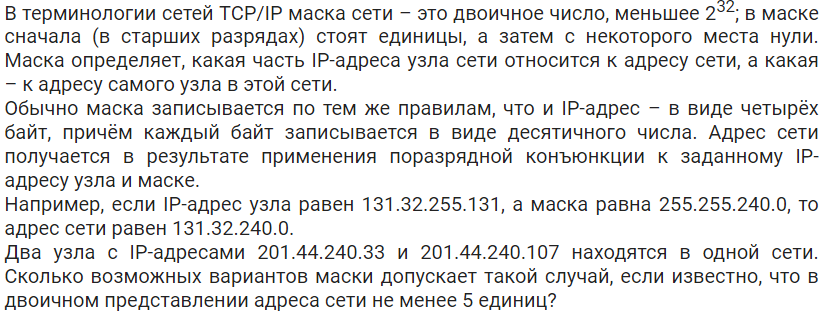 В терминологии сетей TCP/IP маска сети – это двоичное число, меньшее 2^32; в маске
сначала (в старших разрядах) стоят единицы, а затем с некоторого места нули.
Маска определяет, какая часть IP-адреса узла сети относится к адресу сети, а какая
– к адресу самого узла в этой сети.
Обычно маска записывается по тем же правилам, что и IP-адрес – в виде четырёх
байт, причём каждый байт записывается в виде десятичного числа. Адрес сети
получается в результате применения поразрядной конъюнкции к заданному IP-
адресу узла и маске.
Например, если IP-адрес узла равен 131.32.255.131, а маска равна 255.255.240.0, то
адрес сети равен 131.32.240.0.
Два узла с IP-адресами 201.44.240.33 и 201.44.240.107 находятся в одной сети.
Сколько возможных вариантов маски допускает такой случай, если известно, что в
двоичном представлении адреса сети не менее 5 единиц?